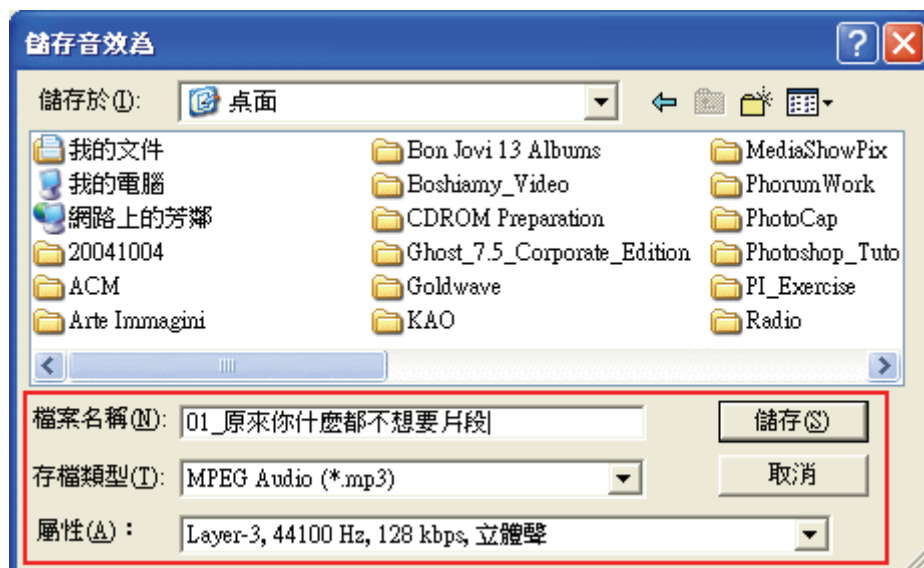 儲存音效為
儲存於(I): 桌面
我的文件
我的電腦
網路上的芳鄰
20041004
ACM
Arte Immagini
Bon Jovi 13 Albums
Boshiamy_Video
CDROM Preparation
Ghost_7.5_Corporate_Edition
Goldwave
KAO
MediaShowPix
PhorumWork
PhotoCap
Photoshop_Tuto
PI_Exercise
Radio
檔案名稱(N): 01_原來你什麼都不想要片段
儲存(S)
存檔類型(T): MPEG Audio (*.mp3)
取消
屬性(A)： Layer-3, 44100 Hz, 128 kbps, 立體聲